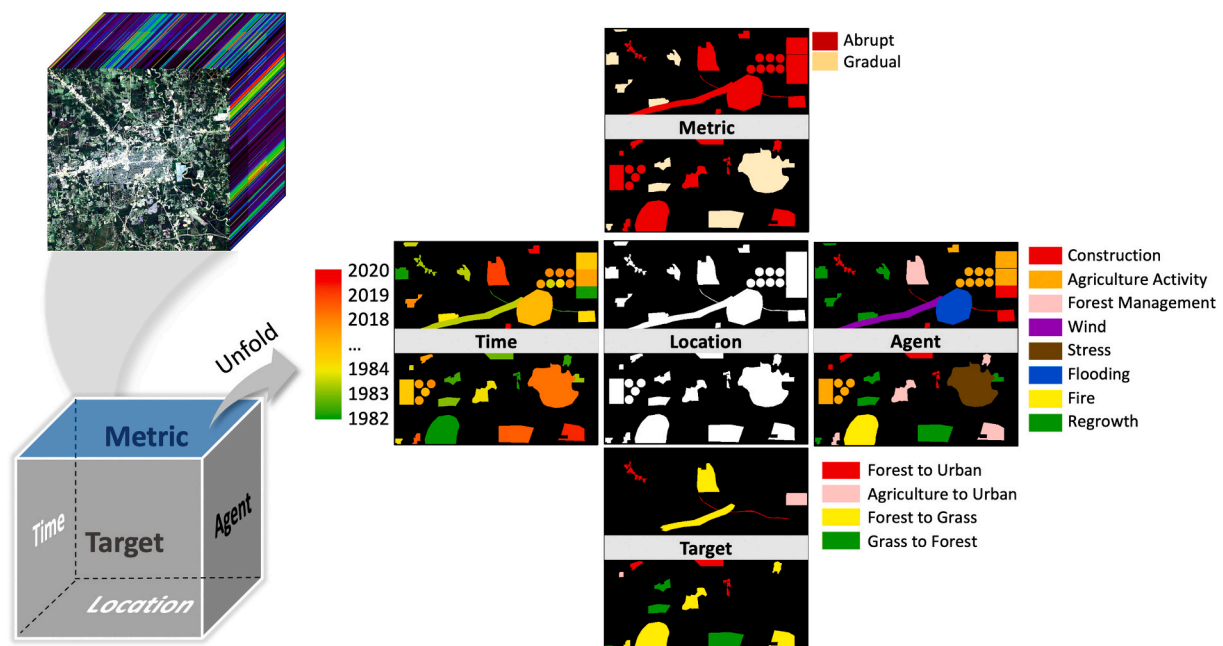 Abrupt
Gradual
Metric
2020
2019
2018
...
1984
1983
1982
Time
Location
Agent
Construction
Agriculture Activity
Forest Management
Wind
Stress
Flooding
Fire
Regrowth
Unfold
Metric
Time
Target
Agent
Location
Forest to Urban
Agriculture to Urban
Forest to Grass
Grass to Forest
Target